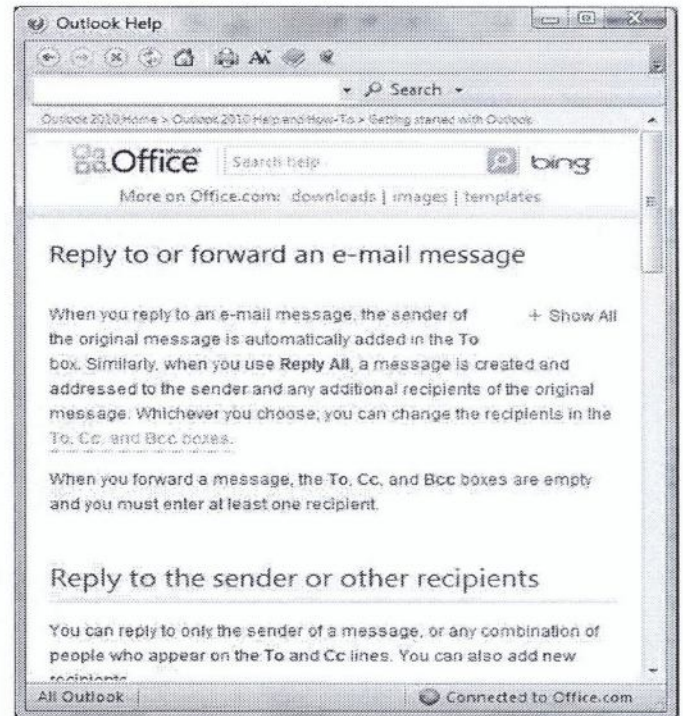 Outlook Help
Search
Outlook 2010 Home > Outlook 2010 Help and How-To > Getting started with Outlook
Microsoft
Office Search help bing
More on Office.com: downloads | images | templates
Reply to or forward an e-mail message
When you reply to an e-mail message, the sender of + Show All
the original message is automatically added in the To
box. Similarly, when you use Reply All, a message is created and
addressed to the sender and any additional recipients of the original
message. Whichever you choose, you can change the recipients in the
To, Cc, and Bcc boxes.
When you forward a message, the To, Cc, and Bcc boxes are empty
and you must enter at least one recipient.
Reply to the sender or other recipients
You can reply to only the sender of a message, or any combination of
people who appear on the To and Cc lines. You can also add new
recipients
All Outlook Connected to Office.com